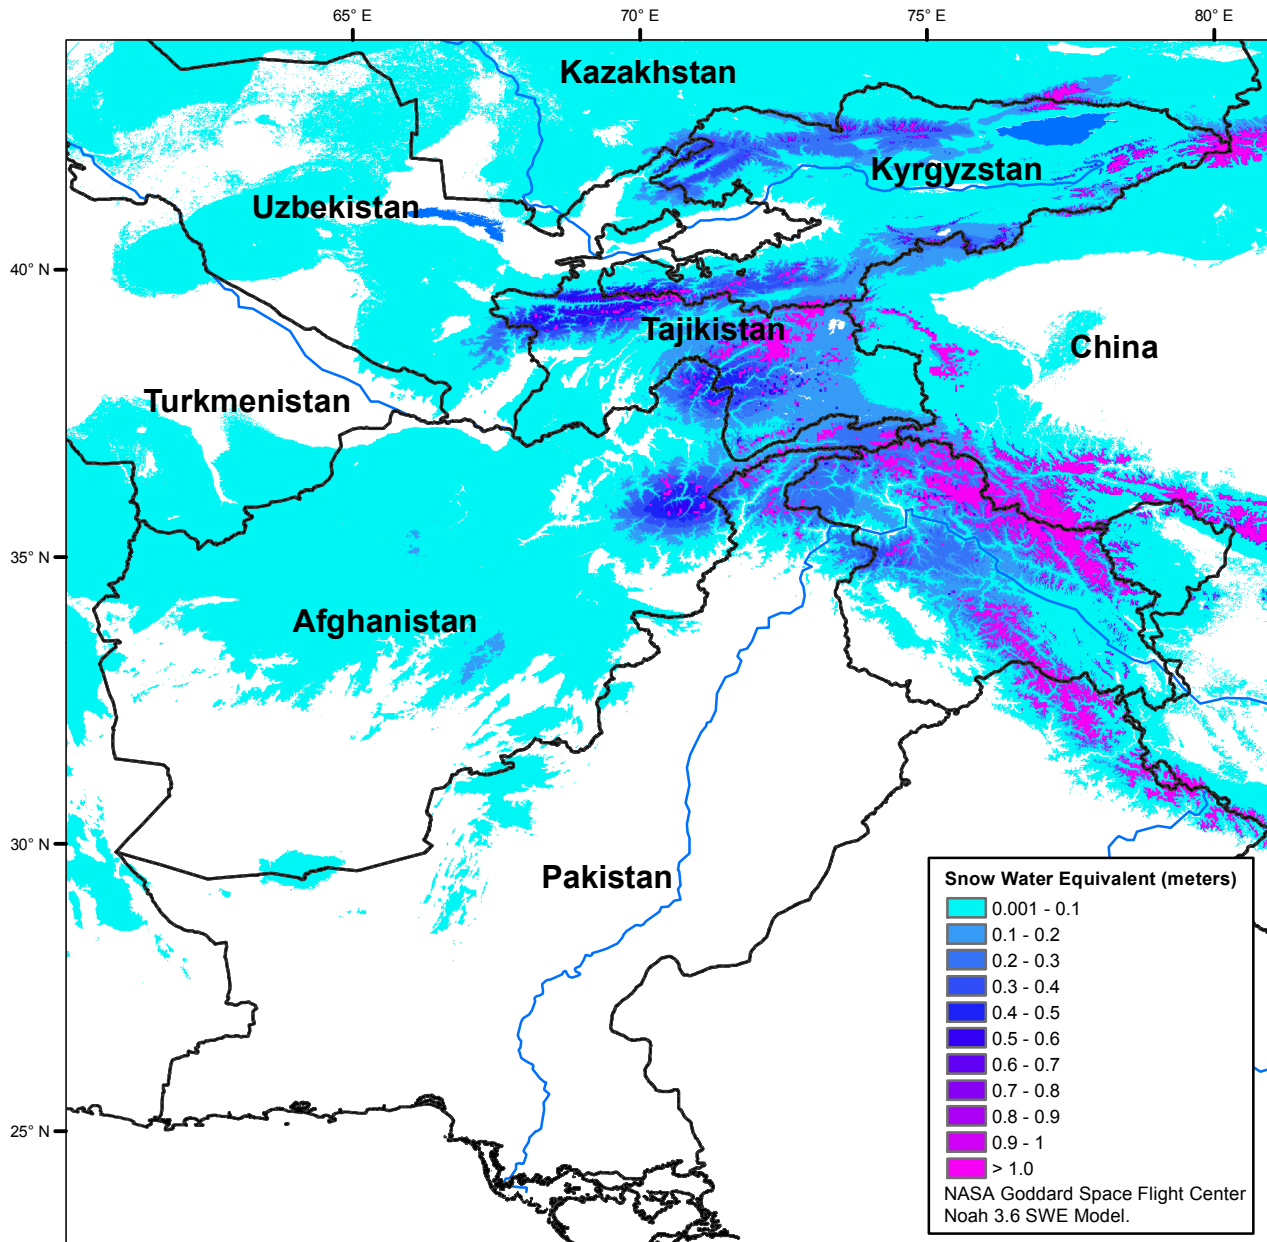 65° E
70° E
75° E
80° E
Kazakhstan
Kyrgyzstan
Uzbekistan
40° N
Tajikistan
China
Turkmenistan
35° N
Afghanistan
30° N
Pakistan
25° N
Snow Water Equivalent (meters)
0.001 - 0.1
0.1 - 0.2
0.2 - 0.3
0.3 - 0.4
0.4 - 0.5
0.5 - 0.6
0.6 - 0.7
0.7 - 0.8
0.8 - 0.9
0.9 - 1
> 1.0
NASA Goddard Space Flight Center
Noah 3.6 SWE Model.